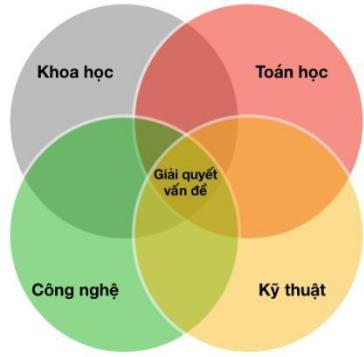 Khoa học
Toán học
Giải quyết
vấn đề
Công nghệ
Kỹ thuật